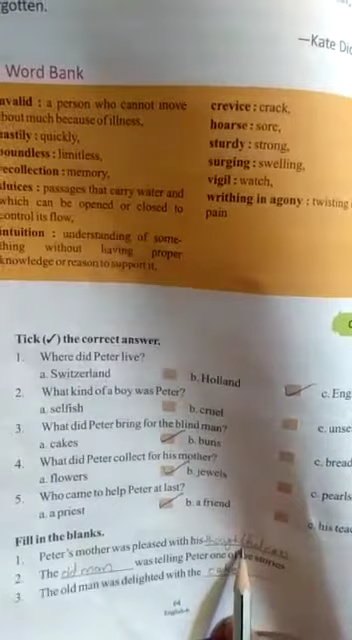 gotten.
—Kate Dic
Word Bank
nvalid : a person who cannot move
bout much because of illness,
astily : quickly,
oundless : limitless,
ecollection : memory,
luices : passages that carry water and
which can be opened or closed to
control its flow,
intuition : understanding of some-
thing without having proper
knowledge or reason to support it,
crevice : crack,
hoarse : sore,
sturdy : strong,
surging : swelling,
vigil : watch,
writhing in agony : twisting
pain
Tick (✓) the correct answer.
1. Where did Peter live?
a. Switzerland b. Holland c. Eng
2. What kind of a boy was Peter?
a. selfish b. cruel c. unse
3. What did Peter bring for the blind man?
a. cakes b. buns c. bread
4. What did Peter collect for his mother?
a. flowers b. jewels c. pearls
5. Who came to help Peter at last?
a. a priest b. a friend c. his tea
Fill in the blanks.
1. Peter's mother was pleased with his thoughtfulness
2. The old man was telling Peter one of the stories
3. The old man was delighted with the cake
64
English-6